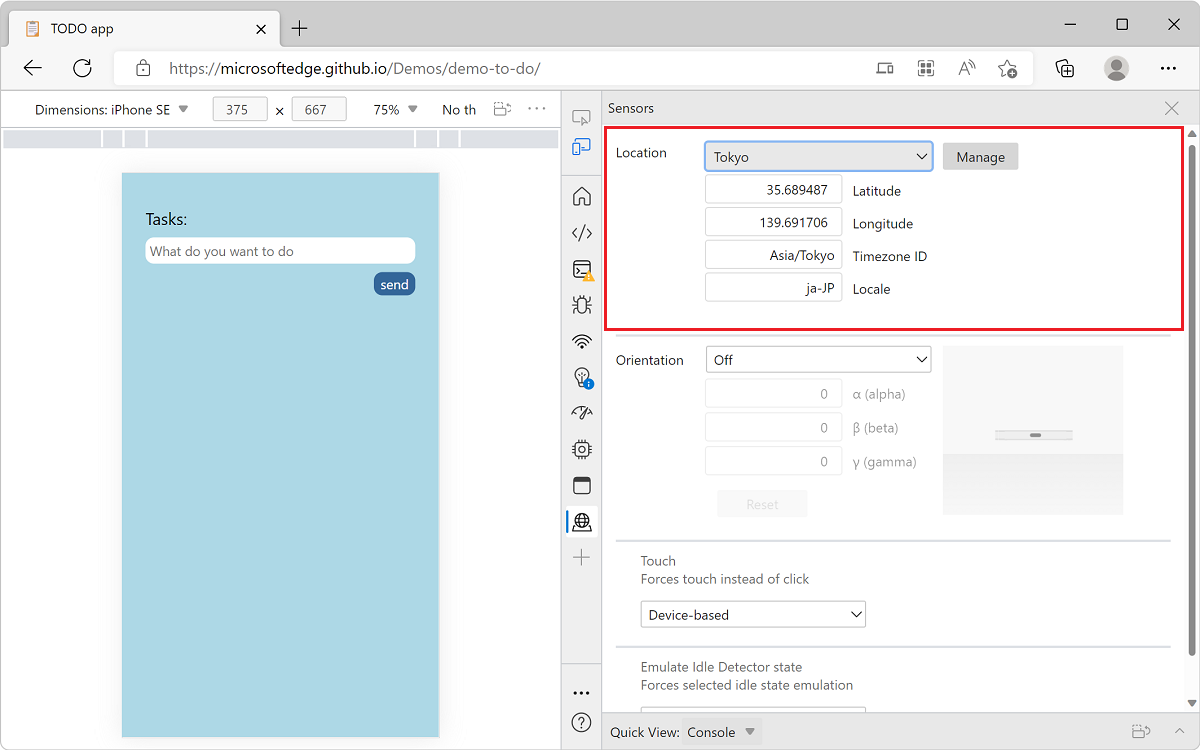 TODO app
https://microsoftedge.github.io/Demos/demo-to-do/
Dimensions: iPhone SE
375 × 667
75%
No th
Tasks:
What do you want to do
send
Sensors
Location
Tokyo
Manage
35.689487 Latitude
139.691706 Longitude
Asia/Tokyo Timezone ID
ja-JP Locale
Orientation
Off
0 α (alpha)
0 β (beta)
0 γ (gamma)
Reset
Touch
Forces touch instead of click
Device-based
Emulate Idle Detector state
Forces selected idle state emulation
Quick View: Console